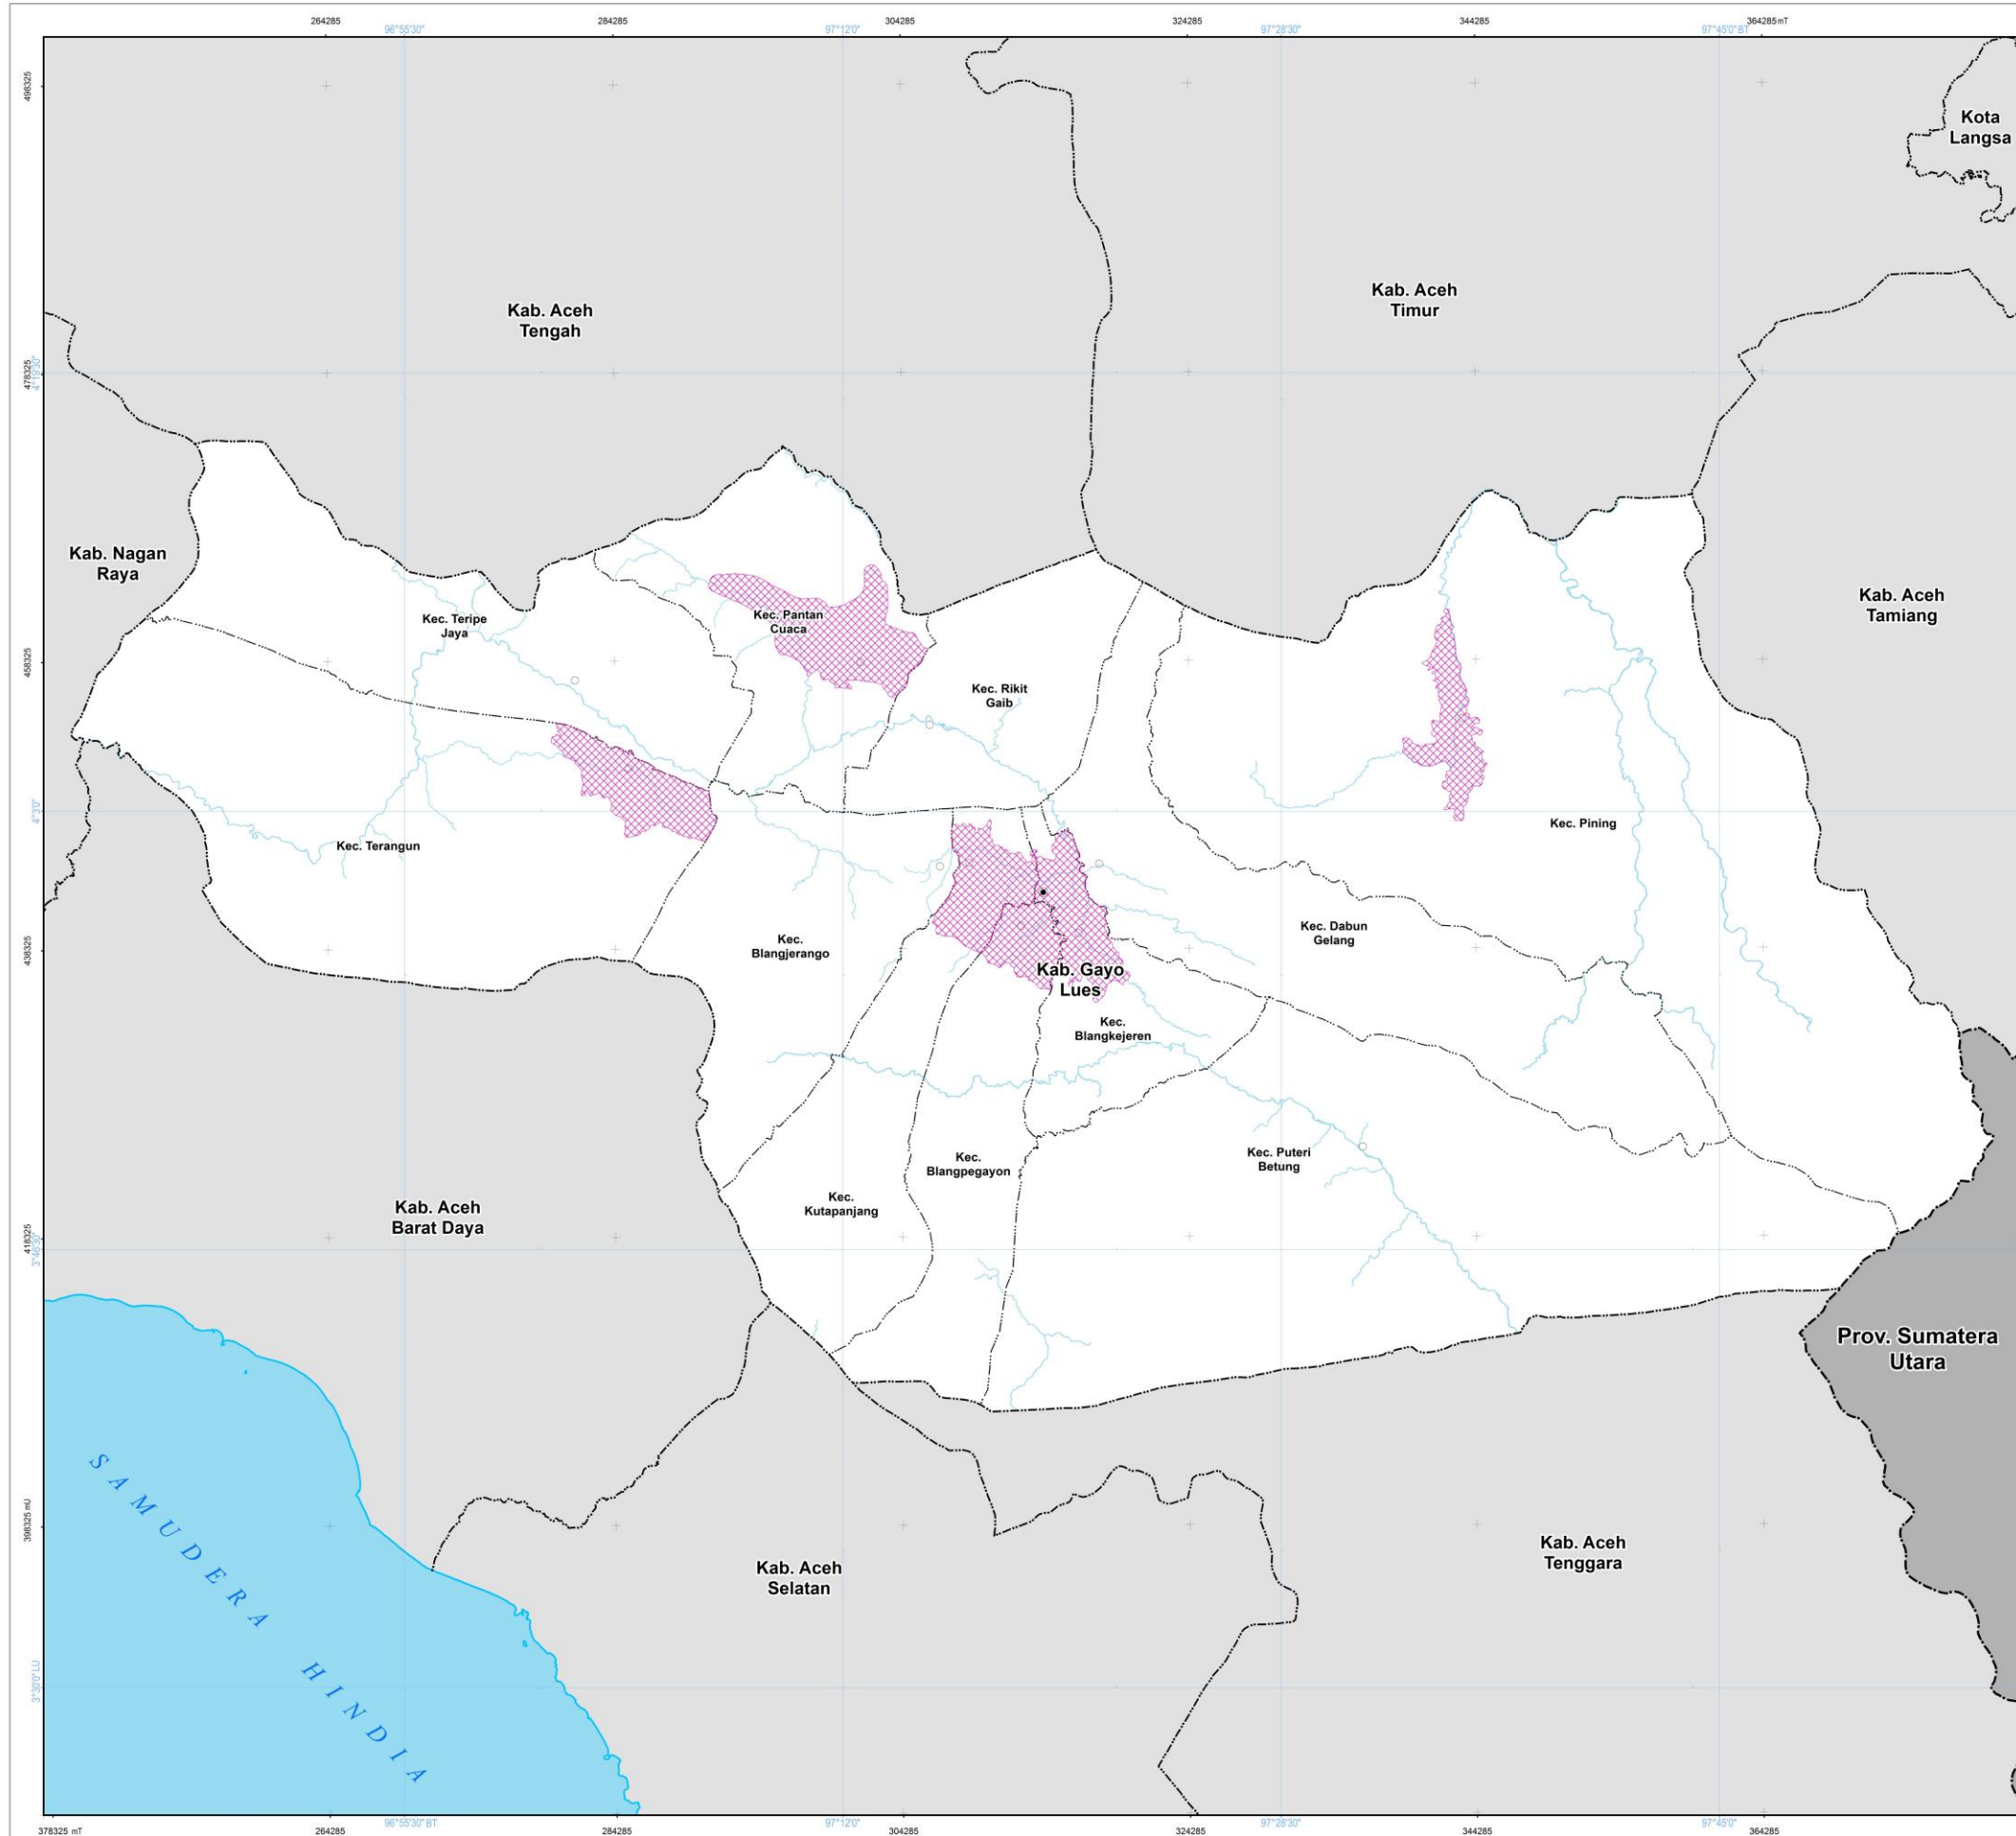 264285
284285
304285
324285
344285
364285 mT
96°55'30"
97°12'0"
97°28'30"
97°45'0" BT
498325
Kota
Langsa
Kab. Aceh
Tengah
Kab. Aceh
Timur
478325
4°19'30"
Kab. Nagan
Raya
Kab. Aceh
Tamiang
Kec. Teripe
Jaya
Kec. Pantan
Cuaca
458325
Kec. Rikit
Gaib
4°3'0"
Kec. Terangun
Kec. Pining
438325
Kec.
Blangjerango
Kec. Dabun
Gelang
Kab. Gayo
Lues
Kec.
Blangkejeren
Kec.
Blangpegayon
Kec. Puteri
Betung
Kec.
Kutapanjang
Kab. Aceh
Barat Daya
418325
3°46'30"
Prov. Sumatera
Utara
SAMUDERA HINDIA
398325 mU
Kab. Aceh
Selatan
Kab. Aceh
Tenggara
3°30'0" LU
378325 mT
264285
96°55'30" BT
284285
97°12'0"
304285
324285
97°28'30"
344285
97°45'0"
364285